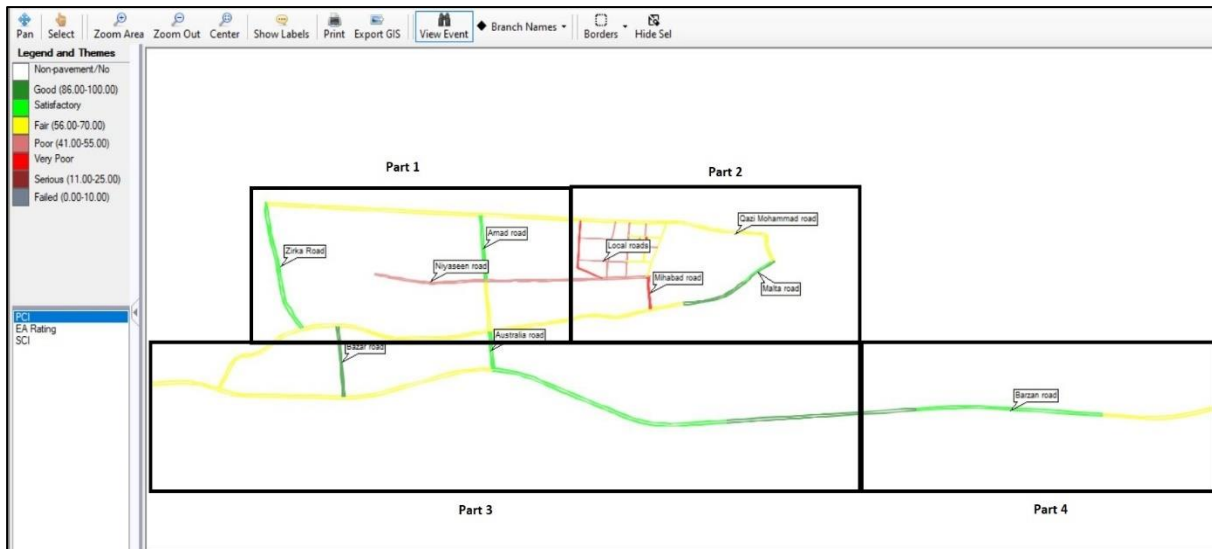 Pan Select Zoom Area Zoom Out Center Show Labels Print Export GIS View Event Branch Names Borders Hide Sel
Legend and Themes
Non-pavement/No
Good (86.00-100.00)
Satisfactory
Fair (56.00-70.00)
Poor (41.00-55.00)
Very Poor
Serious (11.00-25.00)
Failed (0.00-10.00)
PCI
EA Rating
SCI
Part 1
Part 2
Qazi Mohammad road
Amad road
Zirka Road
Local roads
Niyaseen road
Mihabad road
Malta road
Australia road
Bazar road
Barzan road
Part 3
Part 4